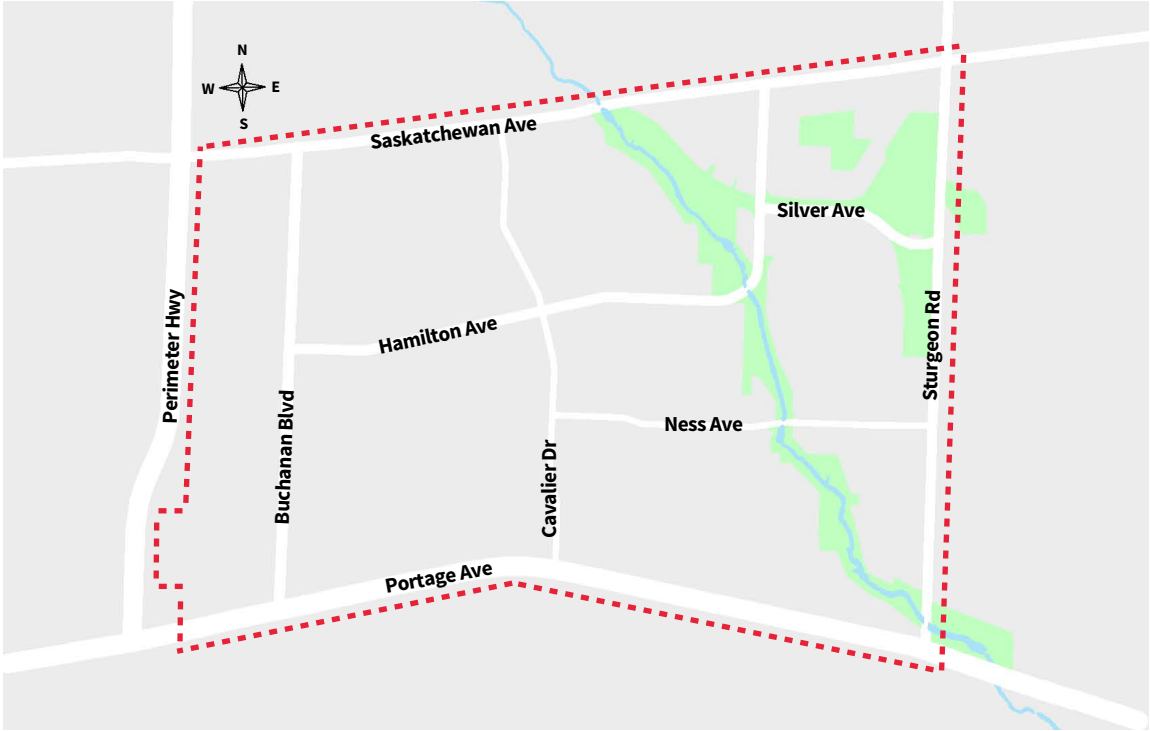 N
W
E
S
Saskatchewan Ave
Silver Ave
Perimeter Hwy
Hamilton Ave
Sturgeon Rd
Buchanan Blvd
Ness Ave
Cavalier Dr
Portage Ave